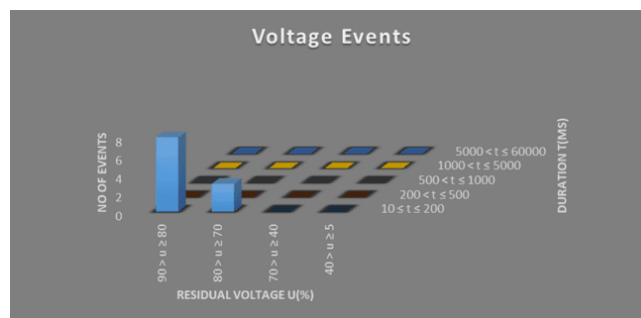 Voltage Events
NO OF EVENTS
8
6
4
2
0
90 > u ≥ 80
80 > u ≥ 70
70 > u ≥ 40
40 > u ≥ 5
RESIDUAL VOLTAGE U(%)
5000 < t ≤ 60000
1000 < t ≤ 5000
500 < t ≤ 1000
200 < t ≤ 500
10 ≤ t ≤ 200
DURATION T(MS)